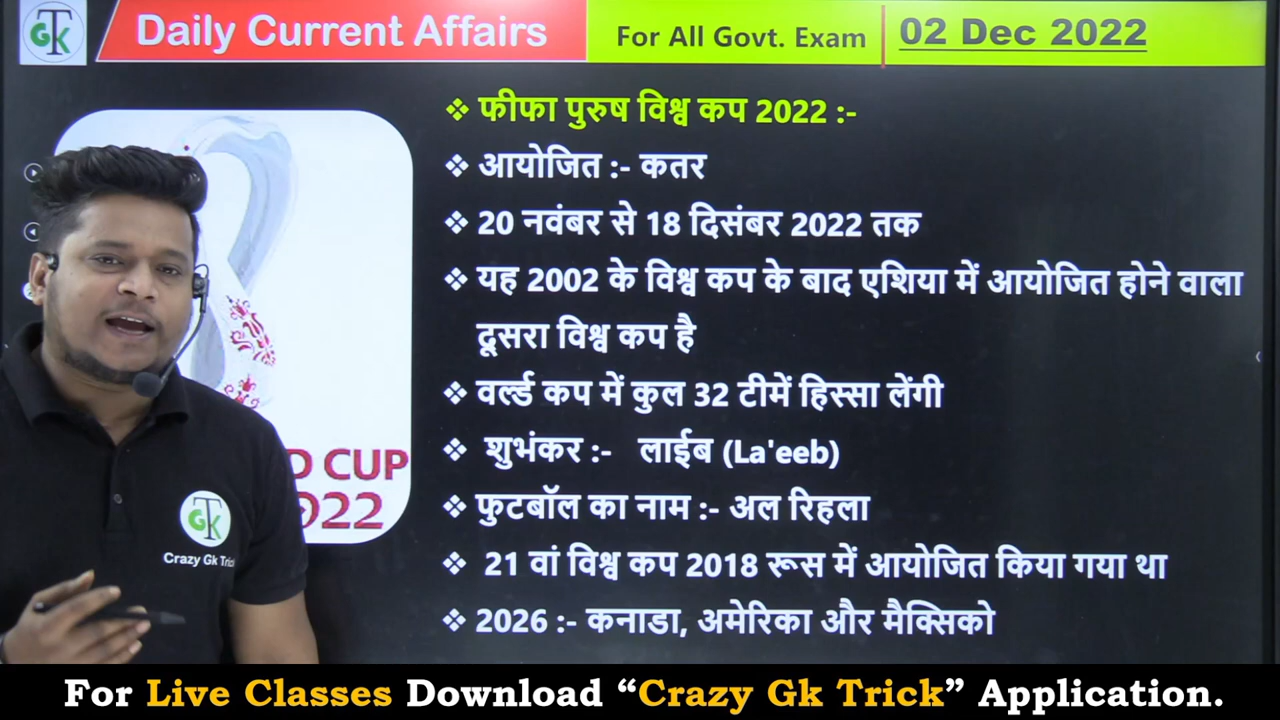 TGK
Daily Current Affairs
For All Govt. Exam
02 Dec 2022
❖ फीफा पुरुष विश्व कप 2022 :-
❖ आयोजित :- कतर
❖ 20 नवंबर से 18 दिसंबर 2022 तक
❖ यह 2002 के विश्व कप के बाद एशिया में आयोजित होने वाला
दूसरा विश्व कप है
❖ वर्ल्ड कप में कुल 32 टीमें हिस्सा लेंगी
❖ शुभंकर :- लाईब (La'eeb)
❖ फुटबॉल का नाम :- अल रिहला
❖ 21 वां विश्व कप 2018 रूस में आयोजित किया गया था
❖ 2026 :- कनाडा, अमेरिका और मैक्सिको
D CUP
022
TGK
Crazy Gk Trick
For Live Classes Download “Crazy Gk Trick” Application.